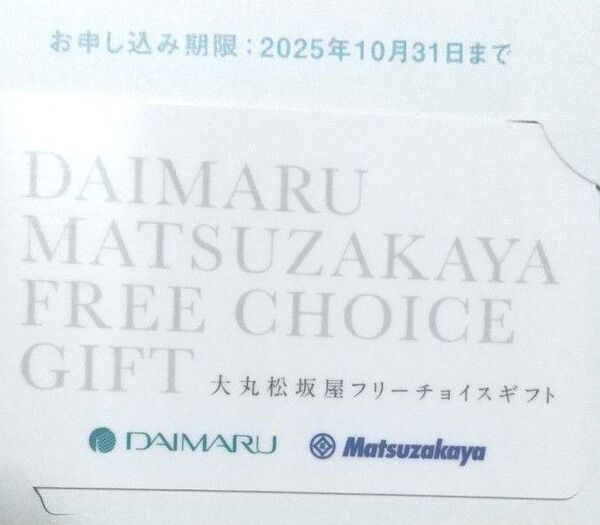 お申し込み期限：2025年10月31日まで
DAIMARU
MATSUZAKAYA
FREE CHOICE
GIFT 大丸松坂屋フリーチョイスギフト
DAIMARU Matsuzakaya